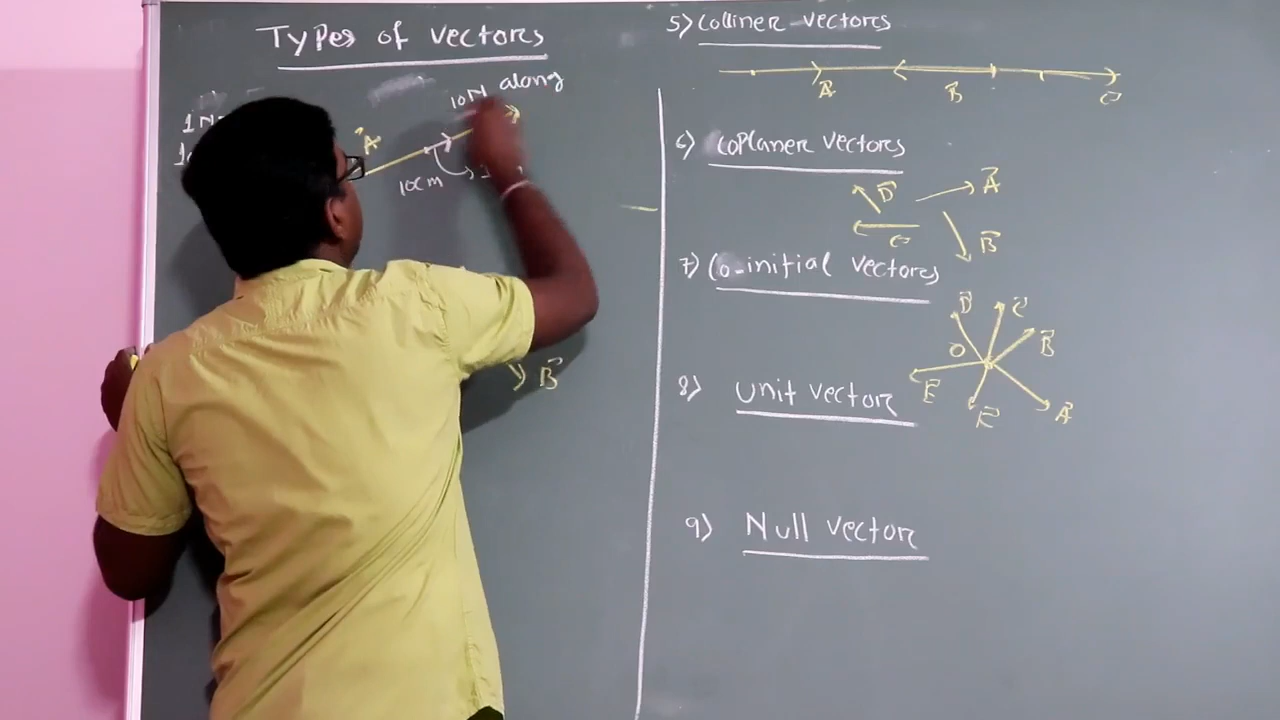 Types of vectors
10N along
A
10cm
B
5) Colliner vectors
A B C
6) Coplaner vectors
D A
C B
7) Co-initial vectores
D C
O B
E K A
8) Unit vector
9) Null vector